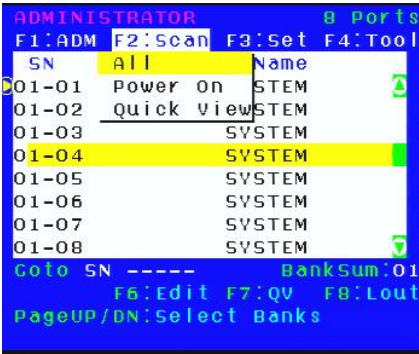 ADMINISTRATOR 8 Ports
F1:ADM F2:Scan F3:Set F4:Tool
SN All Name
01-01 Power On STEM
01-02 Quick View STEM
01-03 SYSTEM
01-04 SYSTEM
01-05 SYSTEM
01-06 SYSTEM
01-07 SYSTEM
01-08 SYSTEM
Goto SN ----- BankSum:01
F6:Edit F7:QV F8:Lout
PageUP/DN:Select Banks